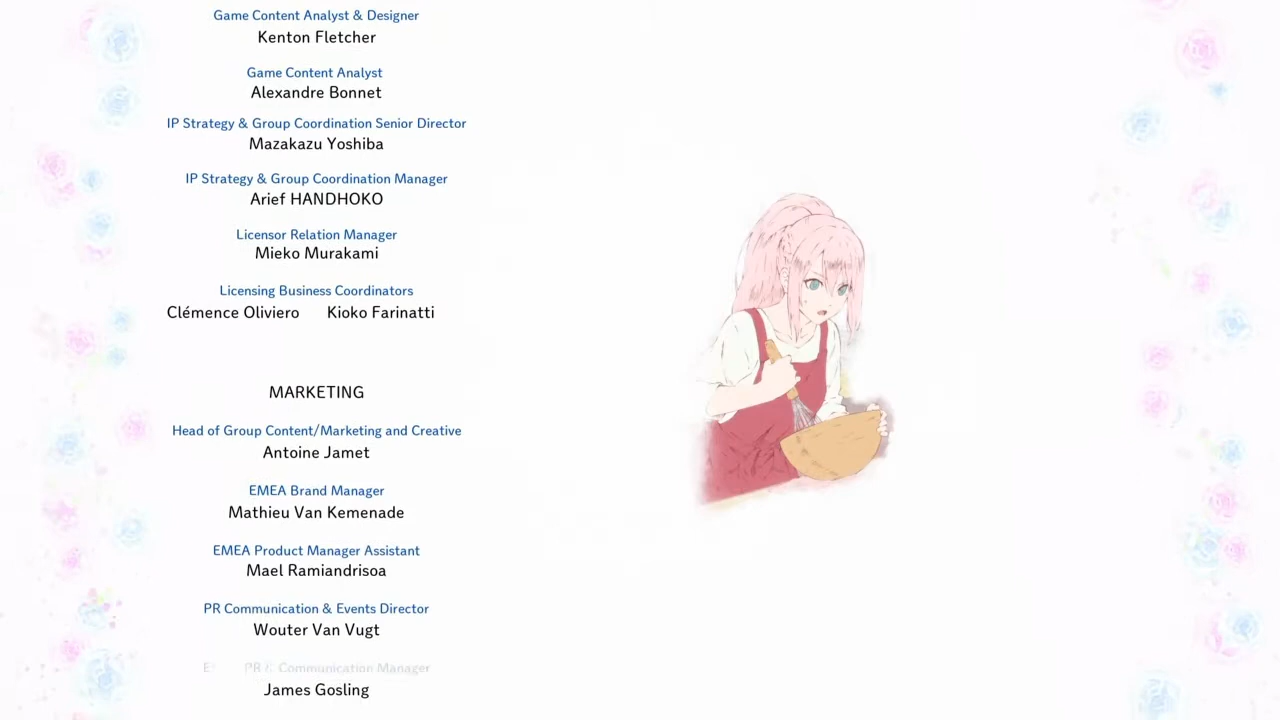 Game Content Analyst & Designer
Kenton Fletcher
Game Content Analyst
Alexandre Bonnet
IP Strategy & Group Coordination Senior Director
Mazakazu Yoshiba
IP Strategy & Group Coordination Manager
Arief HANDHOKO
Licensor Relation Manager
Mieko Murakami
Licensing Business Coordinators
Clémence Oliviero Kioko Farinatti
MARKETING
Head of Group Content/Marketing and Creative
Antoine Jamet
EMEA Brand Manager
Mathieu Van Kemenade
EMEA Product Manager Assistant
Mael Ramiandrisoa
PR Communication & Events Director
Wouter Van Vugt
PR Communication Manager
James Gosling